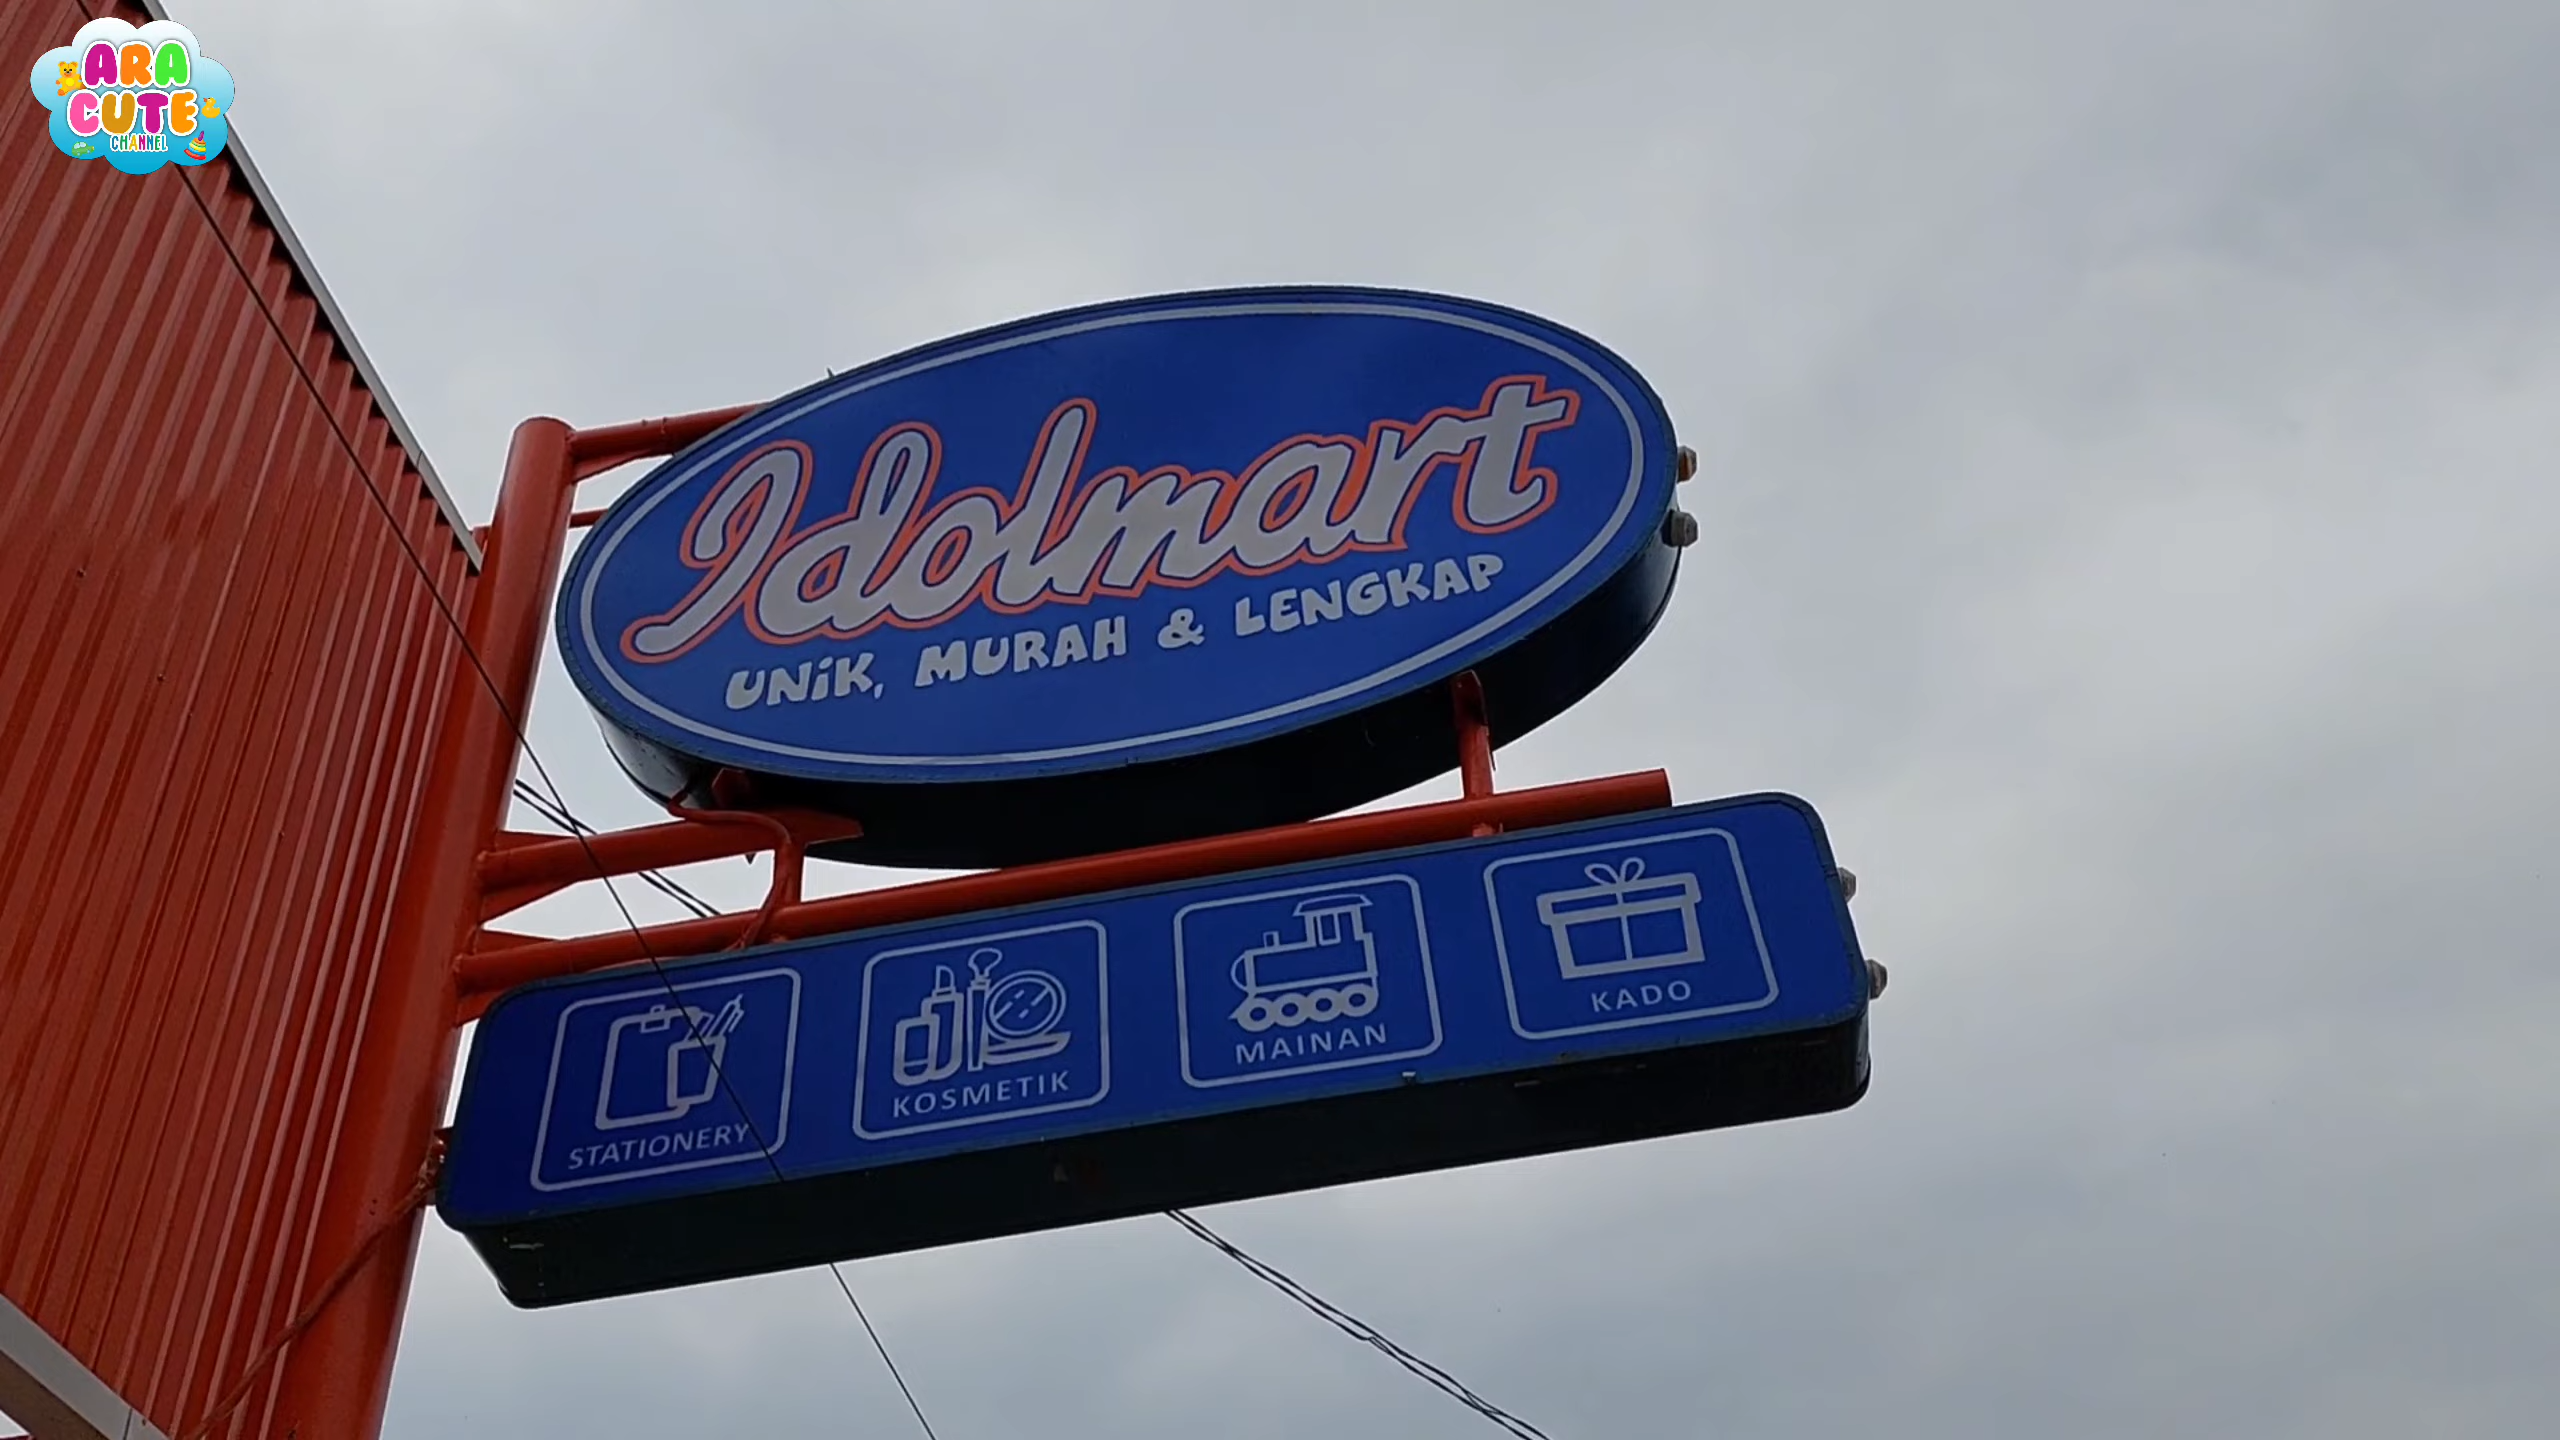 ARA
CUTE
CHANNEL
Idolmart
UNiK, MURAH & LENGKAP
STATIONERY
KOSMETIK
MAINAN
KADO